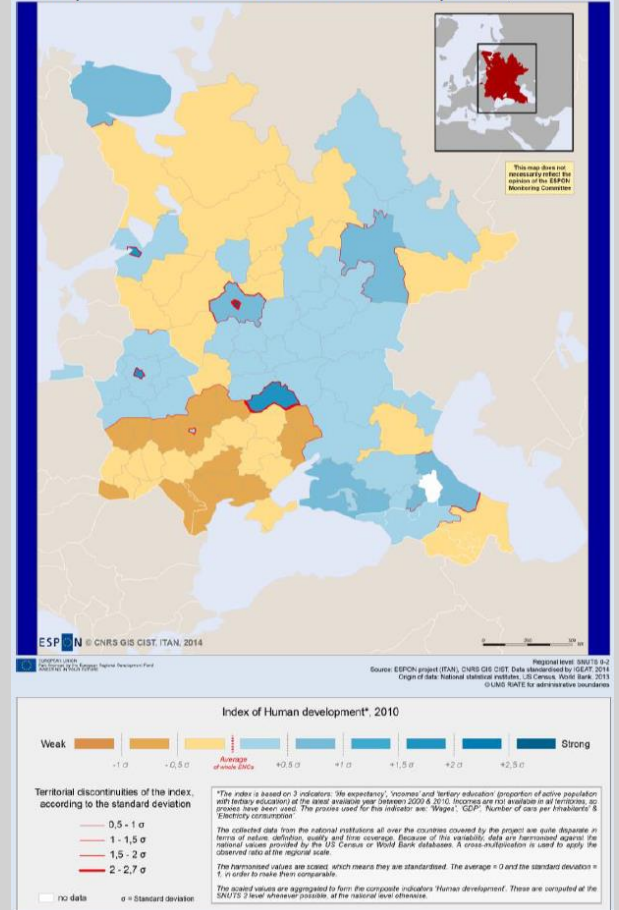 This map does not
necessarily reflect the
opinion of the ESPON
Monitoring Committee
ESPON © CNRS GIS CIST, ITAN, 2014
EUROPEAN UNION
Regional level: SNUTS 0-2
Source: ESPON project (ITAN), CNRS GIS CIST. Data standardised by IGEAT, 2014
Origin of data: National statistical institutes, US Census, World Bank, 2013
© UMS RIATE for administrative boundaries
Index of Human development*, 2010
Weak
Strong
-1 σ
-0,5 σ
Average
of whole ENCs
+0.5 σ
+1 σ
+1,5 σ
+2 σ
+2,5 σ
Territorial discontinuities of the index,
according to the standard deviation
0,5 - 1 σ
1 - 1,5 σ
1,5 - 2 σ
2 - 2,7 σ
no data
σ = Standard deviation
*The index is based on 3 indicators: 'life expectancy', 'incomes' and 'tertiary education' (proportion of active population
with tertiary education) at the latest available year between 2000 & 2010. Incomes are not available in all territories, so
proxies have been used. The proxies used for this indicator are: 'Wages', 'GDP', 'Number of cars per inhabitants' &
'Electricity consumption'.
The collected data from the national institutions all over the countries covered by the project are quite disparate in
terms of nature, definition, quality and time coverage. Because of this variability, data are harmonised against the
national values provided by the US Census or World Bank databases. A cross-multiplication is used to apply the
observed ratio at the regional scale.
The harmonised values are scaled, which means they are standardised. The average = 0 and the standard deviation =
1, in order to make them comparable.
The scaled values are aggregated to form the composite indicators 'Human development'. These are computed at the
SNUTS 2 level whenever possible, at the national level otherwise.